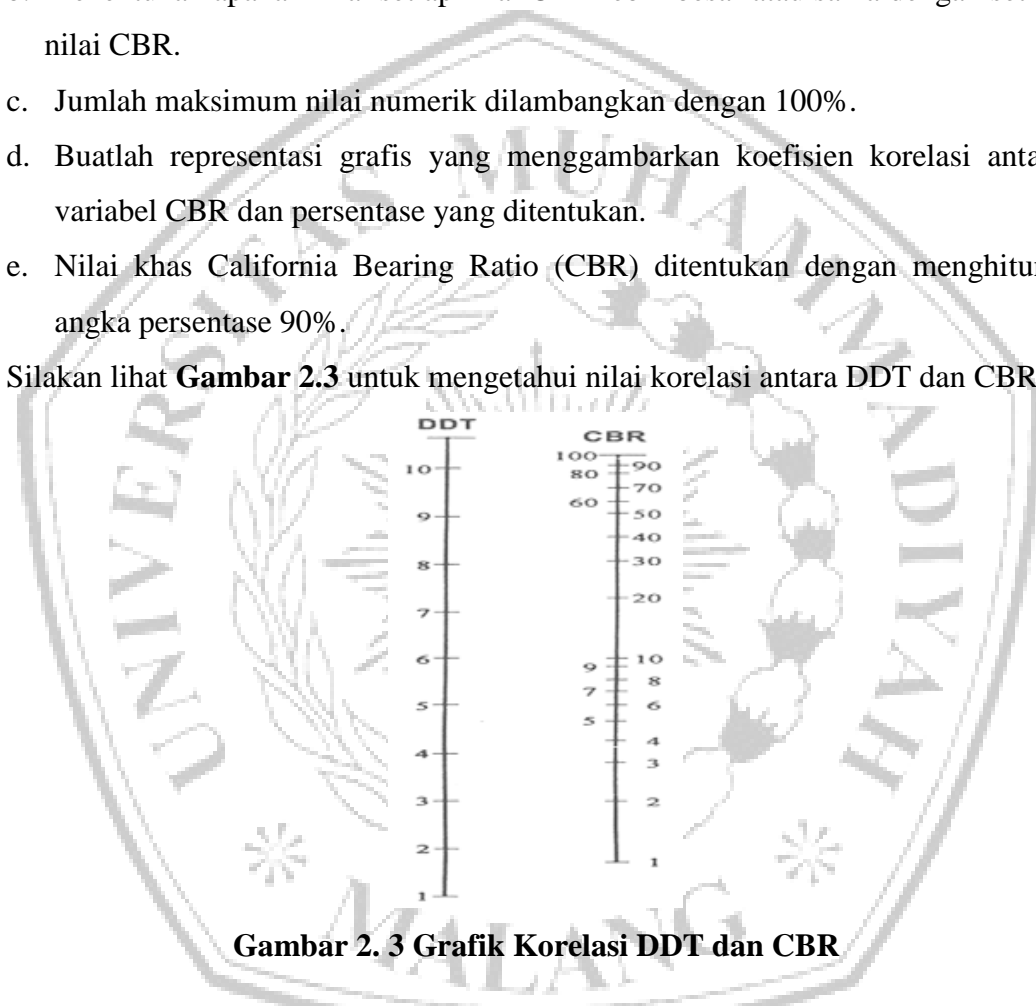 nilai CBR.
c. Jumlah maksimum nilai numerik dilambangkan dengan 100%.
d. Buatlah representasi grafis yang menggambarkan koefisien korelasi
variabel CBR dan persentase yang ditentukan.
e. Nilai khas California Bearing Ratio (CBR) ditentukan dengan
angka persentase 90%.
Silakan lihat Gambar 2.3 untuk mengetahui nilai korelasi antara DDT dan CBR
DDT
10
9
8
7
6
5
4
3
2
1
CBR
100
90
80
70
60
50
40
30
20
10
9
8
7
6
5
4
3
2
1
Gambar 2. 3 Grafik Korelasi DDT dan CBR
UNIVERSITAS MUHAMMADIYAH
MALANG